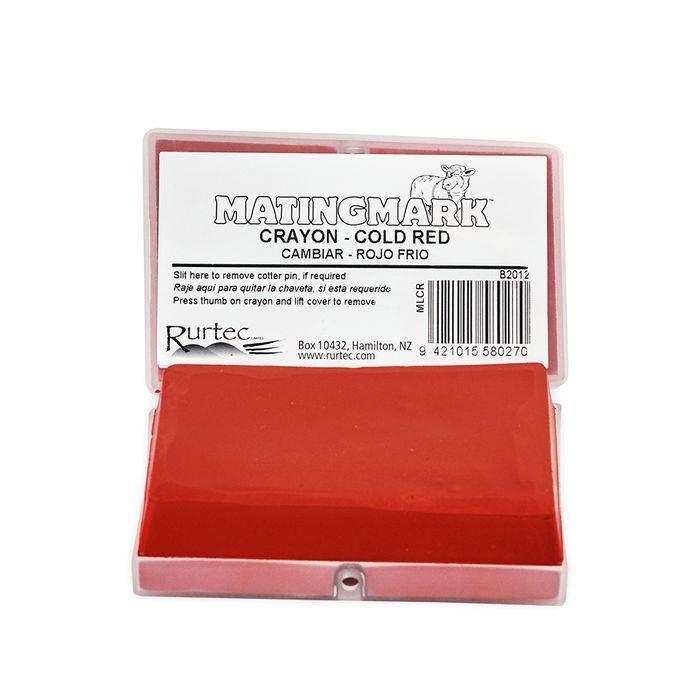 MATINGMARK™
CRAYON - COLD RED
CAMBIAR - ROJO FRIO
Slit here to remove cotter pin, if required
B2012
Raje aqui para quitar la chaveta, si esta requerido
Press thumb on crayon and lift cover to remove
MLCR
Rurtec LIMITED
Box 10432, Hamilton, NZ
www.rurtec.com
9 421015 580270